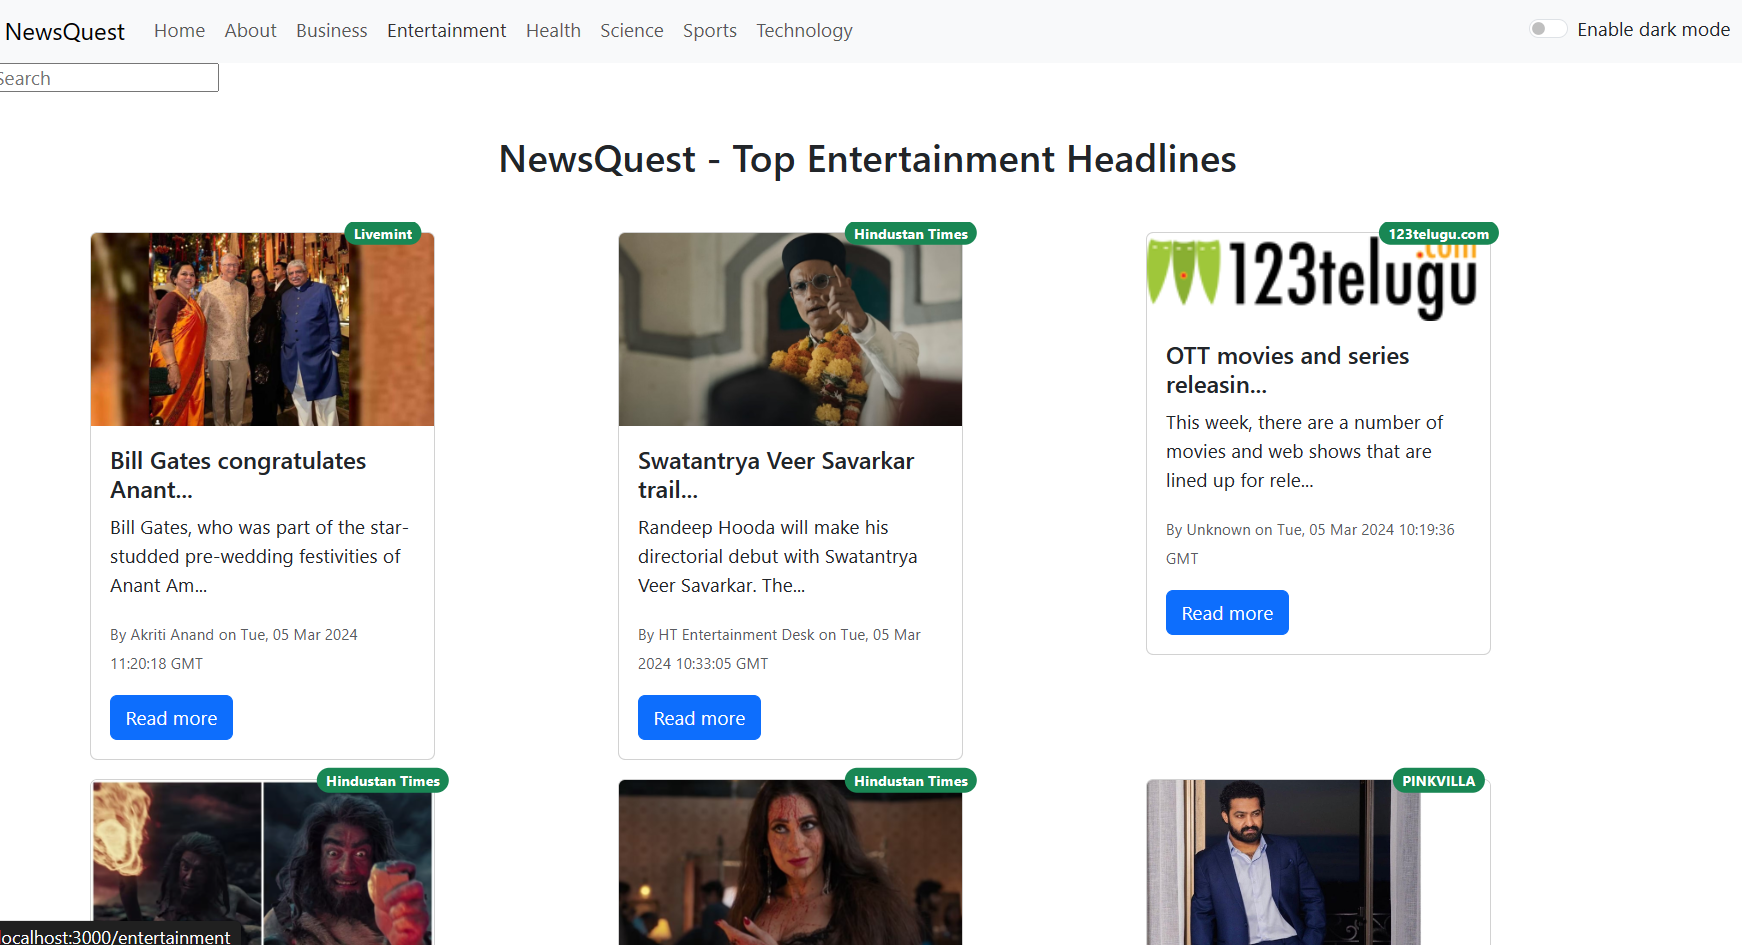 NewsQuest Home About Business Entertainment Health Science Sports Technology Enable dark mode
Search
NewsQuest - Top Entertainment Headlines
Livemint
Bill Gates congratulates
Anant...
Bill Gates, who was part of the star-
studded pre-wedding festivities of
Anant Am...
By Akriti Anand on Tue, 05 Mar 2024
11:20:18 GMT
Read more
Hindustan Times
Swatantrya Veer Savarkar
trail...
Randeep Hooda will make his
directorial debut with Swatantrya
Veer Savarkar. The...
By HT Entertainment Desk on Tue, 05 Mar
2024 10:33:05 GMT
Read more
123telugu.com
.com
123telugu
OTT movies and series
releasin...
This week, there are a number of
movies and web shows that are
lined up for rele...
By Unknown on Tue, 05 Mar 2024 10:19:36
GMT
Read more
Hindustan Times
Hindustan Times
PINKVILLA
localhost:3000/entertainment